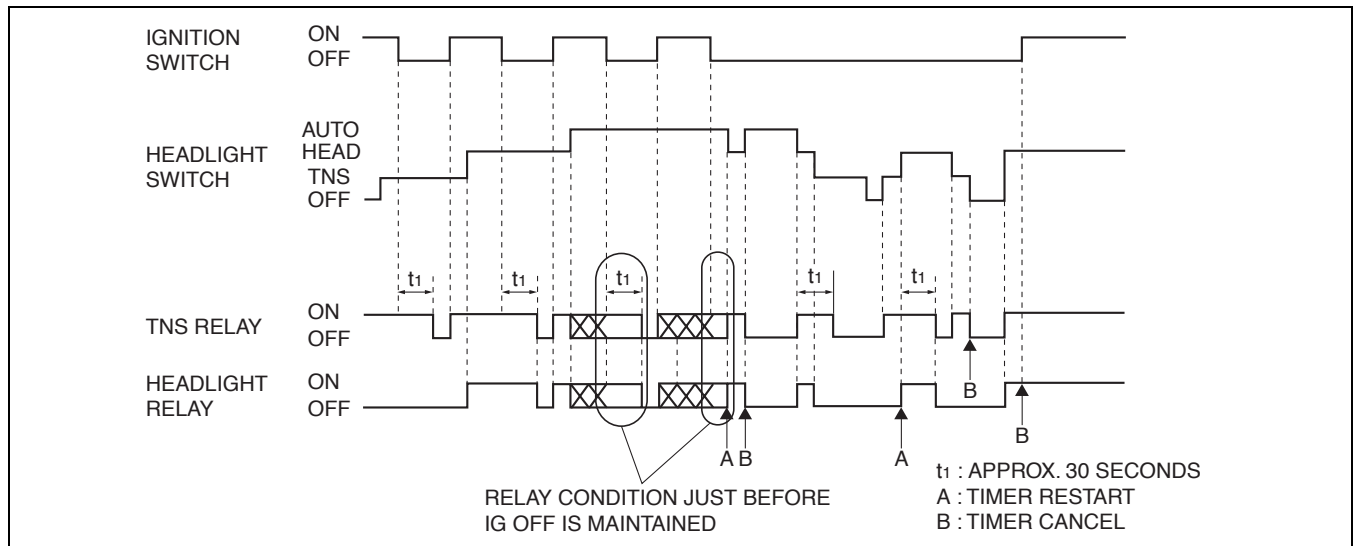 IGNITION SWITCH
ON
OFF
HEADLIGHT SWITCH
AUTO
HEAD
TNS
OFF
t1
t1
t1
t1
t1
TNS RELAY
ON
OFF
HEADLIGHT RELAY
ON
OFF
B
A B
A
B
RELAY CONDITION JUST BEFORE
IG OFF IS MAINTAINED
t1 : APPROX. 30 SECONDS
A : TIMER RESTART
B : TIMER CANCEL